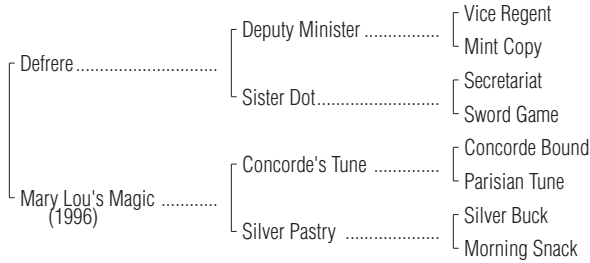 Vice Regent
Deputy Minister ................
Mint Copy
Defrere.............................
Secretariat
Sister Dot..........................
Sword Game
Concorde Bound
Concorde's Tune ..............
Parisian Tune
Mary Lou's Magic ............
(1996)
Silver Buck
Silver Pastry ....................
Morning Snack